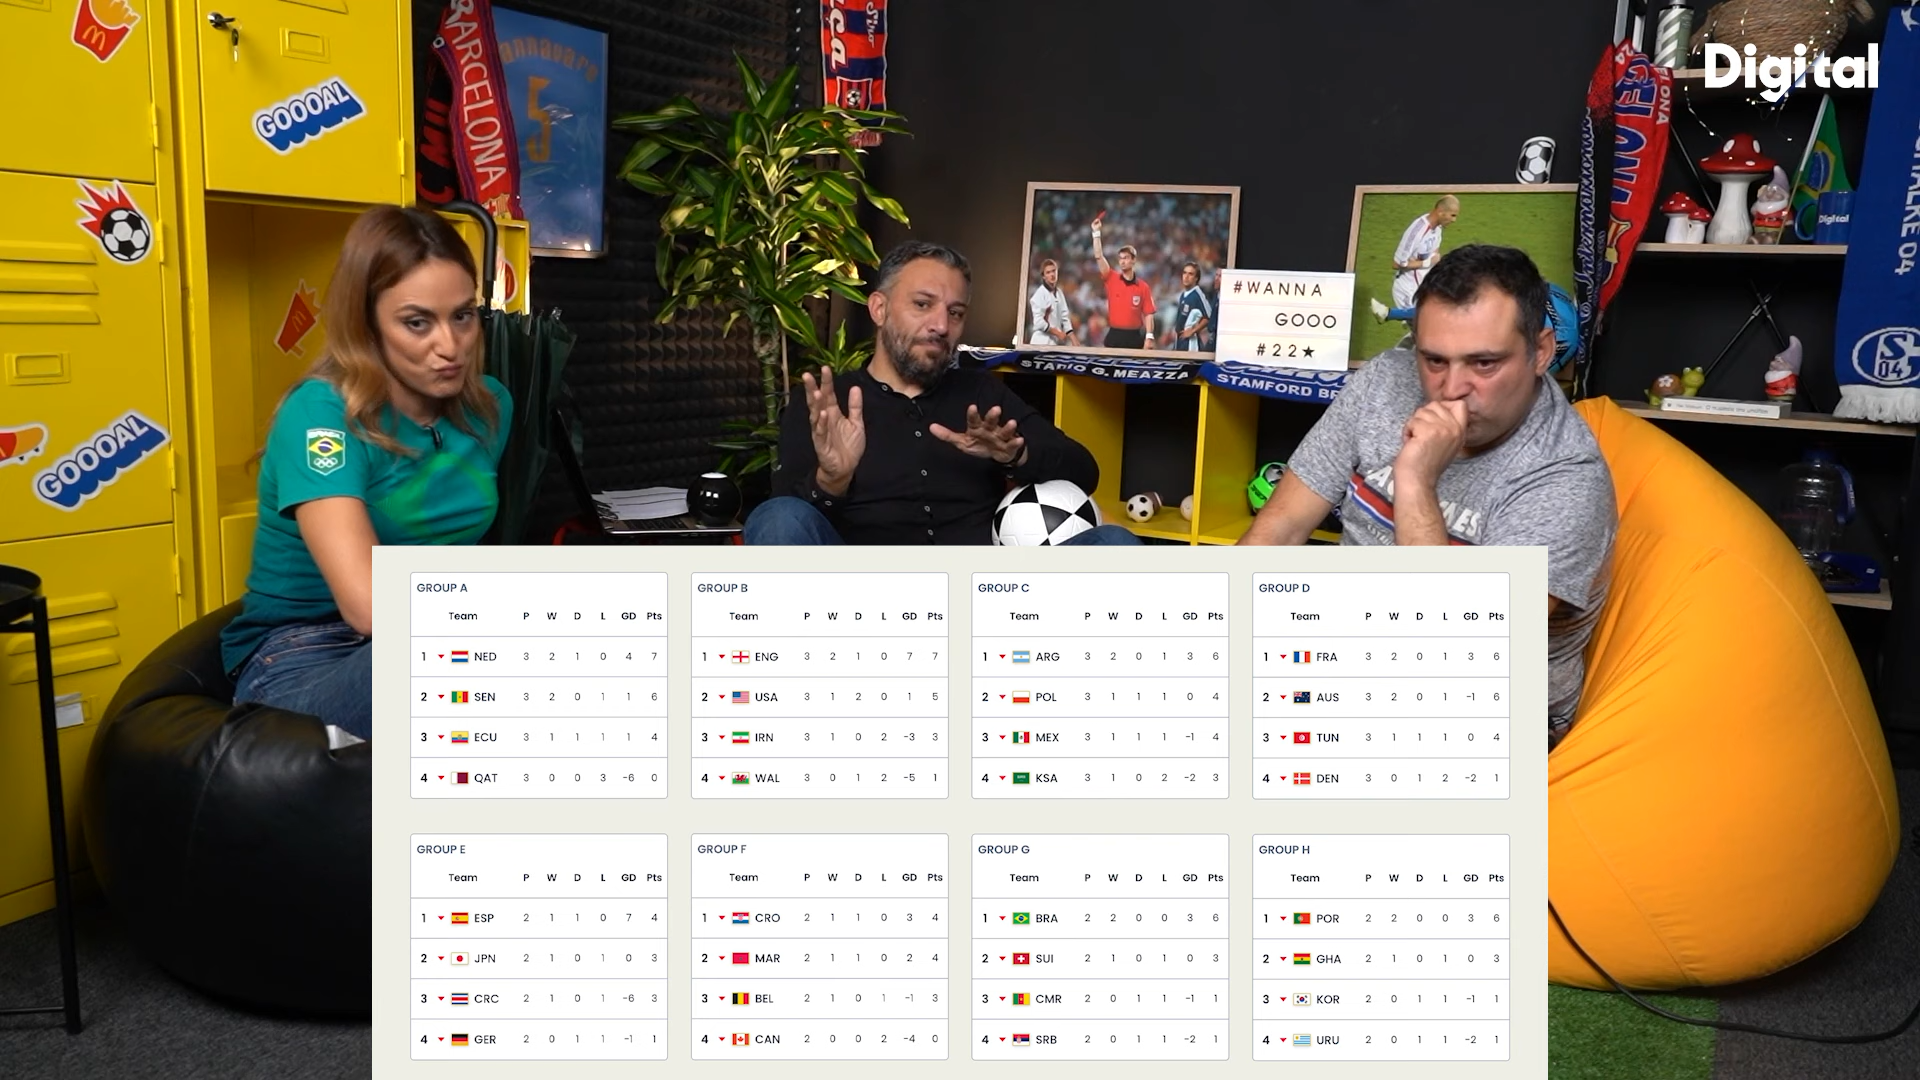 Digital
GOOOAL
BARCELONA
5
#WANNA
GOOO
#22★
STADIO G. MEAZZA
STAMFORD
Digital
SCHALKE 04
S
04
GOOOAL
GROUP A
Team P W D L GD Pts
1 NED 3 2 1 0 4 7
2 SEN 3 2 0 1 1 6
3 ECU 3 1 1 1 1 4
4 QAT 3 0 0 3 -6 0
GROUP B
Team P W D L GD Pts
1 ENG 3 2 1 0 7 7
2 USA 3 1 2 0 1 5
3 IRN 3 1 0 2 -3 3
4 WAL 3 0 1 2 -5 1
GROUP C
Team P W D L GD Pts
1 ARG 3 2 0 1 3 6
2 POL 3 1 1 1 0 4
3 MEX 3 1 1 1 -1 4
4 KSA 3 1 0 2 -2 3
GROUP D
Team P W D L GD Pts
1 FRA 3 2 0 1 3 6
2 AUS 3 2 0 1 -1 6
3 TUN 3 1 1 1 0 4
4 DEN 3 0 1 2 -2 1
GROUP E
Team P W D L GD Pts
1 ESP 2 1 1 0 7 4
2 JPN 2 1 0 1 0 3
3 CRC 2 1 0 1 -6 3
4 GER 2 0 1 1 -1 1
GROUP F
Team P W D L GD Pts
1 CRO 2 1 1 0 3 4
2 MAR 2 1 1 0 2 4
3 BEL 2 1 0 1 -1 3
4 CAN 2 0 0 2 -4 0
GROUP G
Team P W D L GD Pts
1 BRA 2 2 0 0 3 6
2 SUI 2 1 0 1 0 3
3 CMR 2 0 1 1 -1 1
4 SRB 2 0 1 1 -2 1
GROUP H
Team P W D L GD Pts
1 POR 2 2 0 0 3 6
2 GHA 2 1 0 1 0 3
3 KOR 2 0 1 1 -1 1
4 URU 2 0 1 1 -2 1